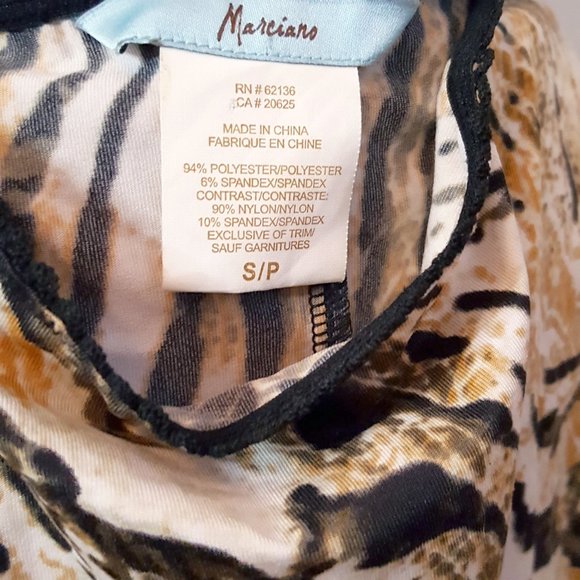 Marciano
RN # 62136
CA # 20625
MADE IN CHINA
FABRIQUE EN CHINE
94% POLYESTER/POLYESTER
6% SPANDEX/SPANDEX
CONTRAST/CONTRASTE:
90% NYLON/NYLON
10% SPANDEX/SPANDEX
EXCLUSIVE OF TRIM/
SAUF GARNITURES
S/P